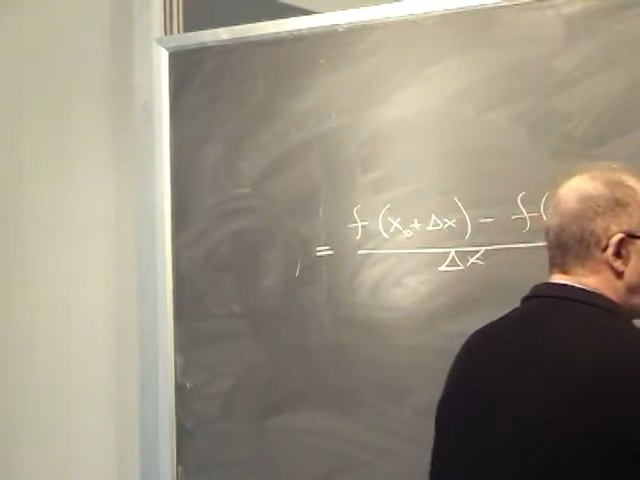 = f(x₀+Δx) - f(
Δx